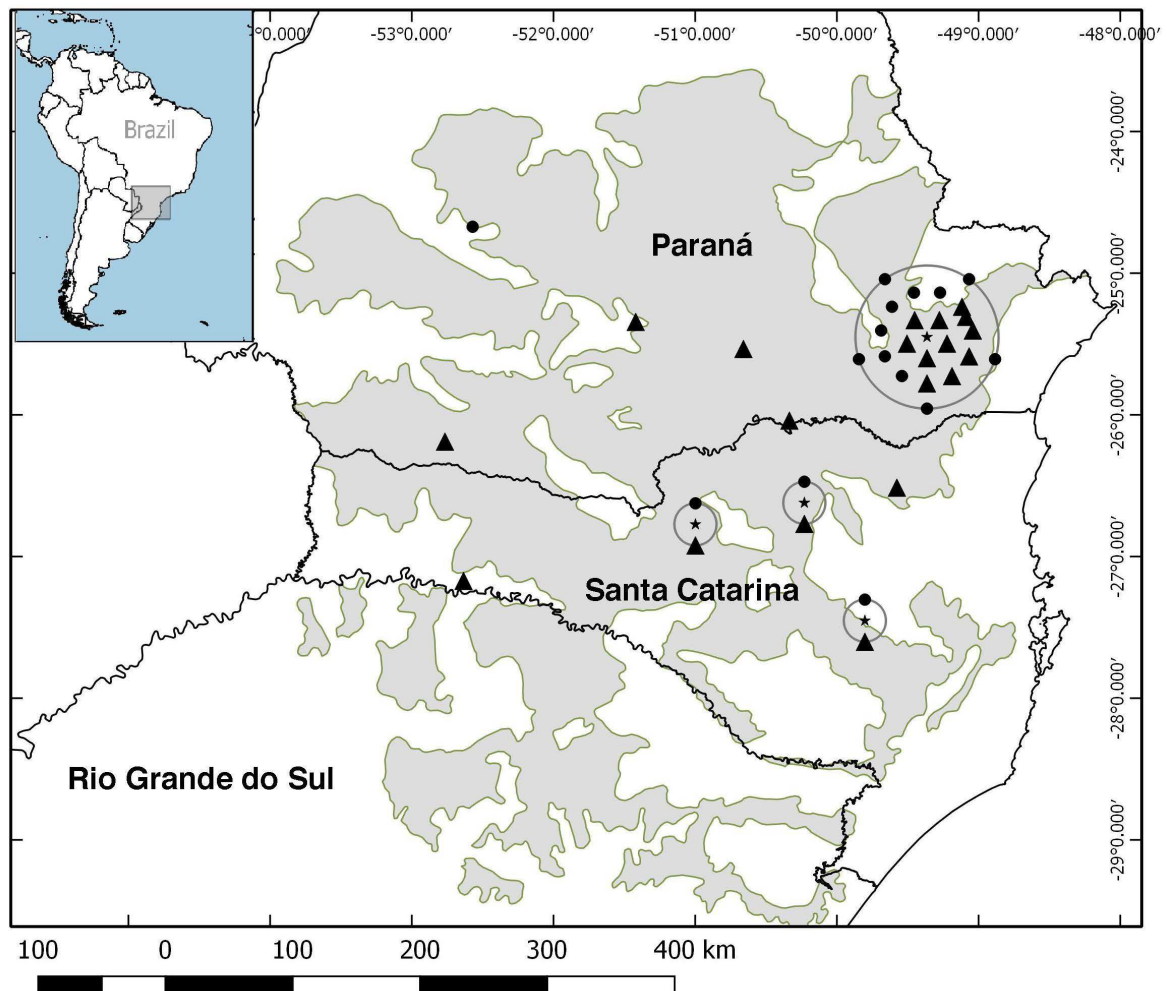 °0.000′ -53°0.000′ -52°0.000′ -51°0.000′ -50°0.000′ -49°0.000′ -48°0.000′
Brazil
-24°0.000′
Paraná
-25°0.000′
-26°0.000′
-27°0.000′
Santa Catarina
-28°0.000′
Rio Grande do Sul
-29°0.000′
100 0 100 200 300 400 km